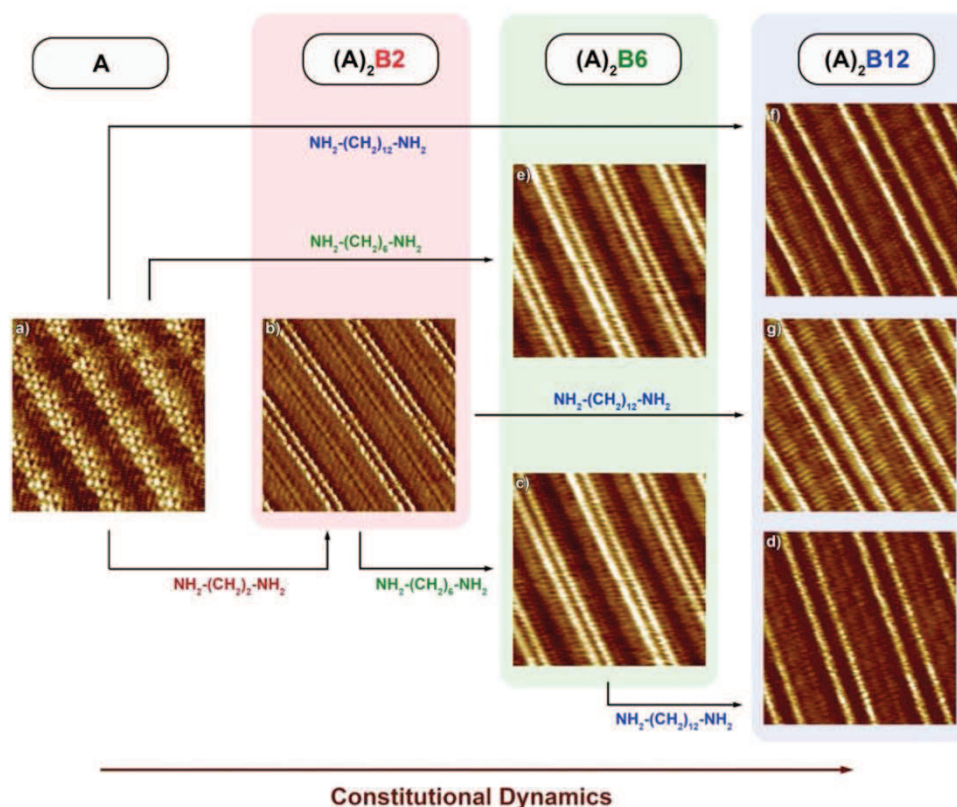 A
(A)₂B2
(A)₂B6
(A)₂B12
NH₂-(CH₂)₁₂-NH₂
f)
e)
NH₂-(CH₂)₆-NH₂
a)
b)
g)
NH₂-(CH₂)₁₂-NH₂
c)
d)
NH₂-(CH₂)₂-NH₂
NH₂-(CH₂)₆-NH₂
NH₂-(CH₂)₁₂-NH₂
Constitutional Dynamics